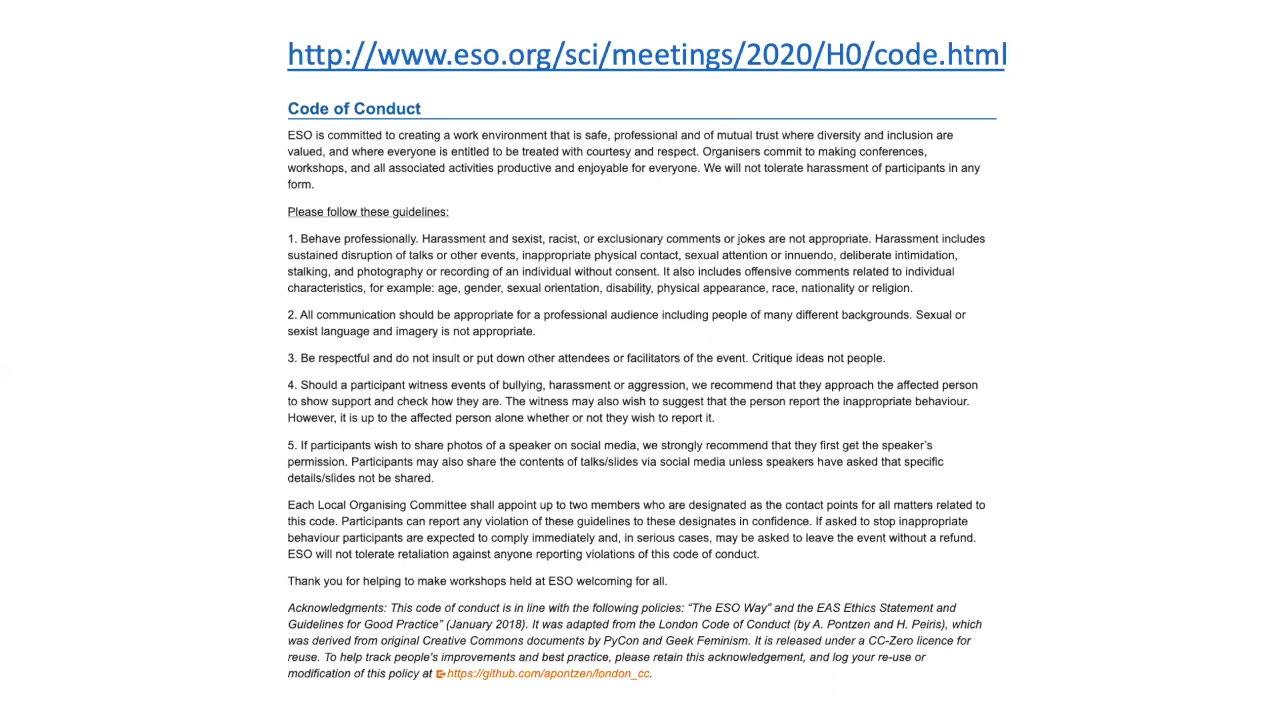 http://www.eso.org/sci/meetings/2020/H0/code.html
Code of Conduct
ESO is committed to creating a work environment that is safe, professional and of mutual trust where diversity and inclusion are
valued, and where everyone is entitled to be treated with courtesy and respect. Organisers commit to making conferences,
workshops, and all associated activities productive and enjoyable for everyone. We will not tolerate harassment of participants in any
form.
Please follow these guidelines:
1. Behave professionally. Harassment and sexist, racist, or exclusionary comments or jokes are not appropriate. Harassment includes
sustained disruption of talks or other events, inappropriate physical contact, sexual attention or innuendo, deliberate intimidation,
stalking, and photography or recording of an individual without consent. It also includes offensive comments related to individual
characteristics, for example: age, gender, sexual orientation, disability, physical appearance, race, nationality or religion.
2. All communication should be appropriate for a professional audience including people of many different backgrounds. Sexual or
sexist language and imagery is not appropriate.
3. Be respectful and do not insult or put down other attendees or facilitators of the event. Critique ideas not people.
4. Should a participant witness events of bullying, harassment or aggression, we recommend that they approach the affected person
to show support and check how they are. The witness may also wish to suggest that the person report the inappropriate behaviour.
However, it is up to the affected person alone whether or not they wish to report it.
5. If participants wish to share photos of a speaker on social media, we strongly recommend that they first get the speaker's
permission. Participants may also share the contents of talks/slides via social media unless speakers have asked that specific
details/slides not be shared.
Each Local Organising Committee shall appoint up to two members who are designated as the contact points for all matters related to
this code. Participants can report any violation of these guidelines to these designates in confidence. If asked to stop inappropriate
behaviour participants are expected to comply immediately and, in serious cases, may be asked to leave the event without a refund.
ESO will not tolerate retaliation against anyone reporting violations of this code of conduct.
Thank you for helping to make workshops held at ESO welcoming for all.
Acknowledgments: This code of conduct is in line with the following policies: “The ESO Way” and the EAS Ethics Statement and
Guidelines for Good Practice” (January 2018). It was adapted from the London Code of Conduct (by A. Pontzen and H. Peiris), which
was derived from original Creative Commons documents by PyCon and Geek Feminism. It is released under a CC-Zero licence for
reuse. To help track people's improvements and best practice, please retain this acknowledgement, and log your re-use or
modification of this policy at https://github.com/apontzen/london_cc.